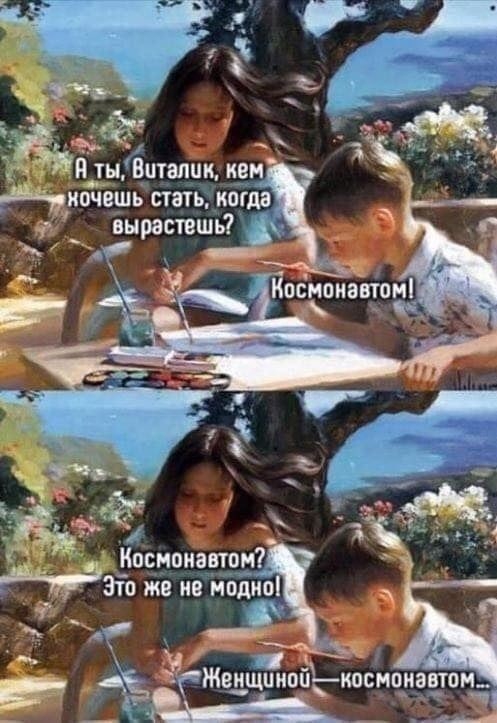 А ты, Виталик, кем
хочешь стать, когда
вырастешь?
Космонавтом!
Космонавтом?
Это же не модно!
Женщиной—космонавтом...